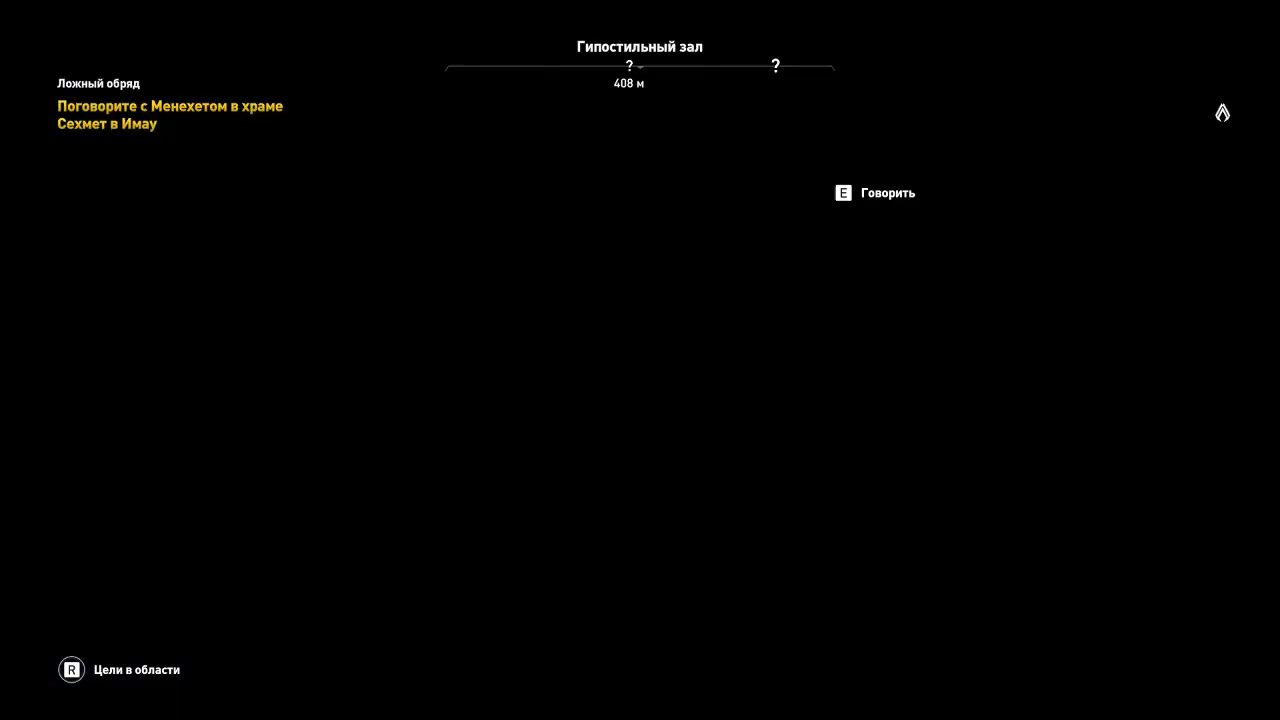 Гипостильный зал
?
?
408 м
Ложный обряд
Поговорите с Менехетом в храме
Сехмет в Имау
E Говорить
R Цели в области